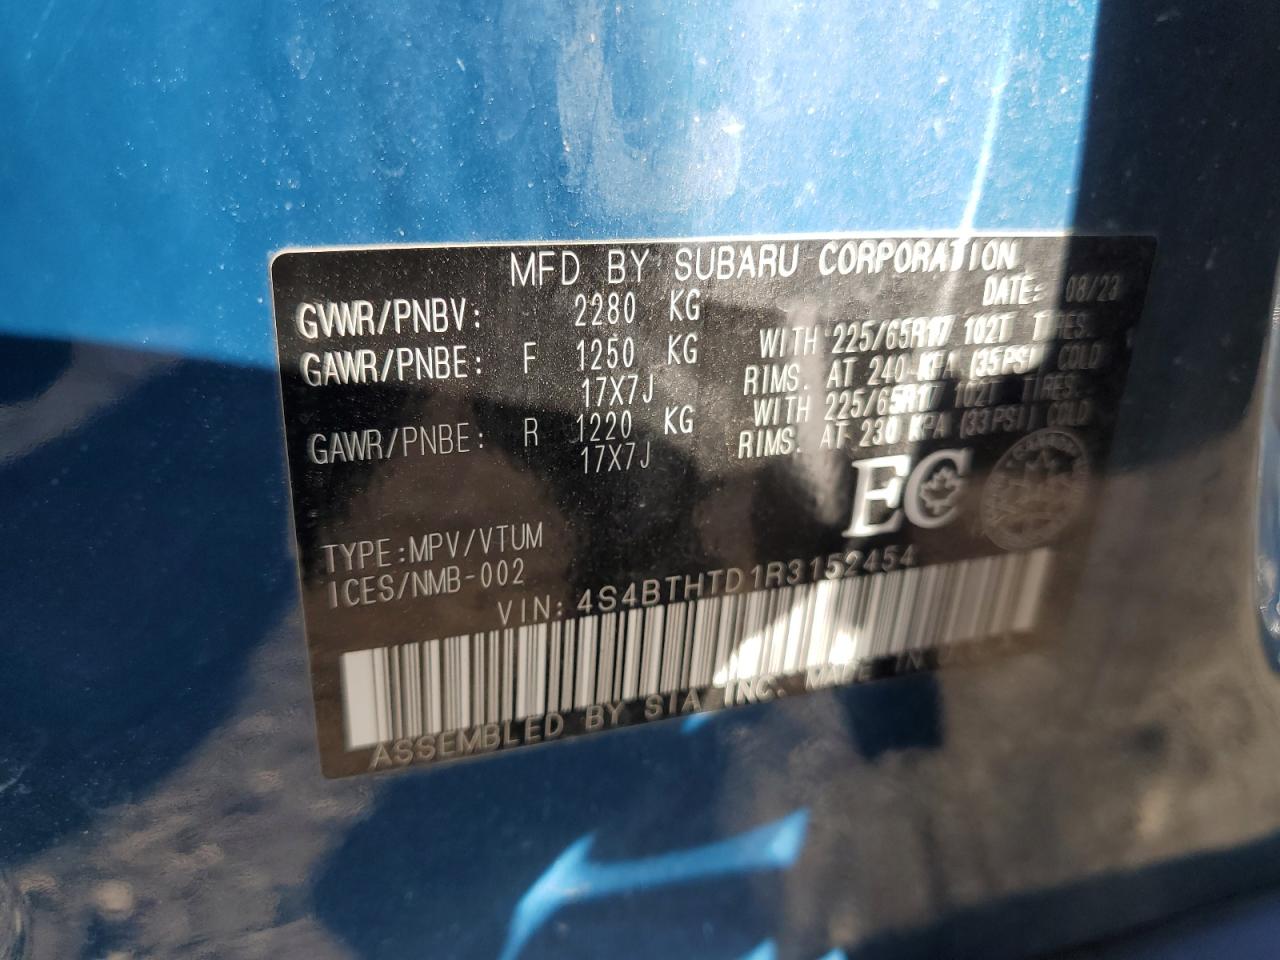 MFD BY SUBARU CORPORATION
DATE: 08/23
GVWR/PNBV: 2280 KG
GAWR/PNBE: F 1250 KG WITH 225/65R17 102T TIRES.
17X7J RIMS. AT 240 KPA (35PSI) COLD
GAWR/PNBE: R 1220 KG WITH 225/65R17 102T TIRES.
17X7J RIMS. AT 230 KPA (33PSI) COLD
EC
TYPE:MPV/VTUM
ICES/NMB-002
VIN: 4S4BTHTD1R3152454
ASSEMBLED BY SIA INC. MADE IN U.S.A.